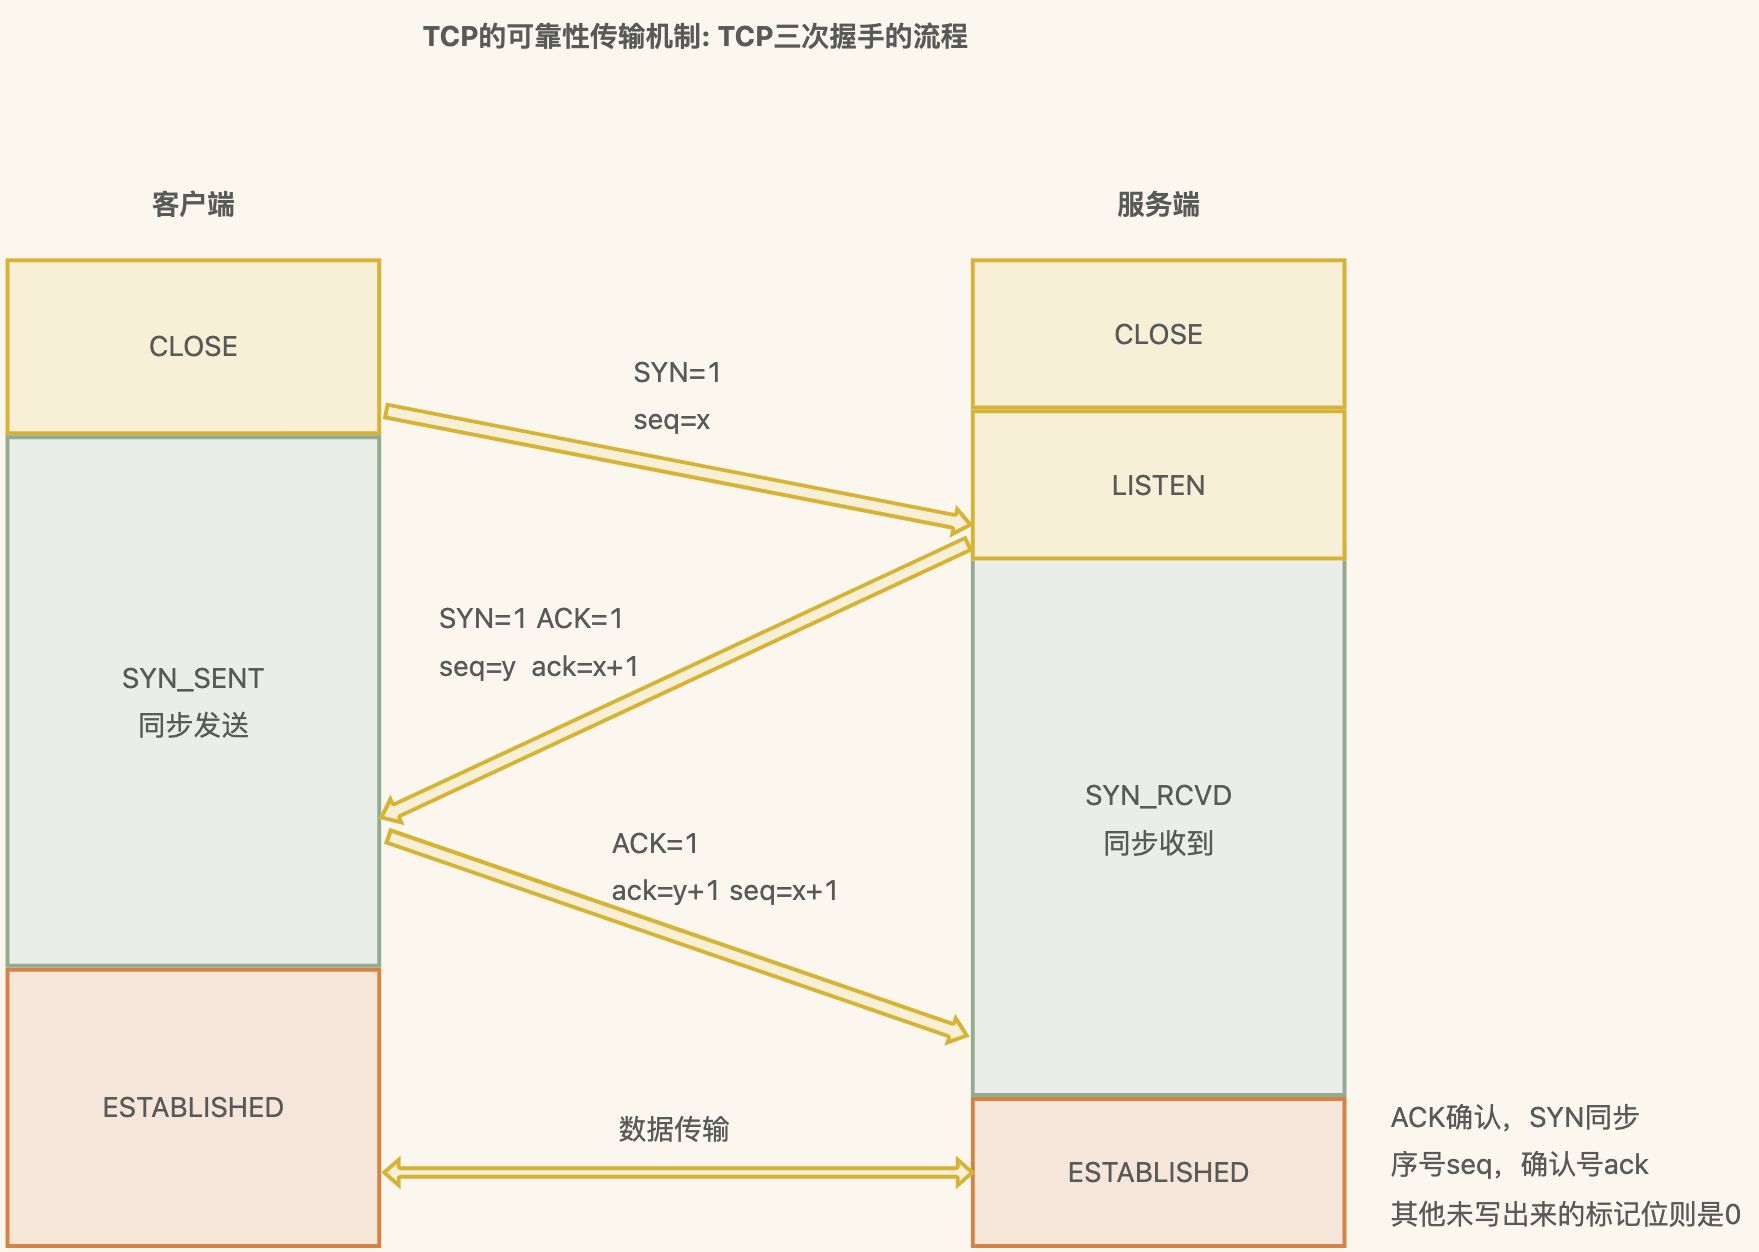 TCP的可靠性传输机制: TCP三次握手的流程
客户端
服务端
CLOSE
CLOSE
SYN=1
seq=x
LISTEN
SYN=1 ACK=1
seq=y  ack=x+1
SYN_SENT
同步发送
SYN_RCVD
同步收到
ACK=1
ack=y+1 seq=x+1
ESTABLISHED
数据传输
ESTABLISHED
ACK确认，SYN同步
序号seq，确认号ack
其他未写出来的标记位则是0